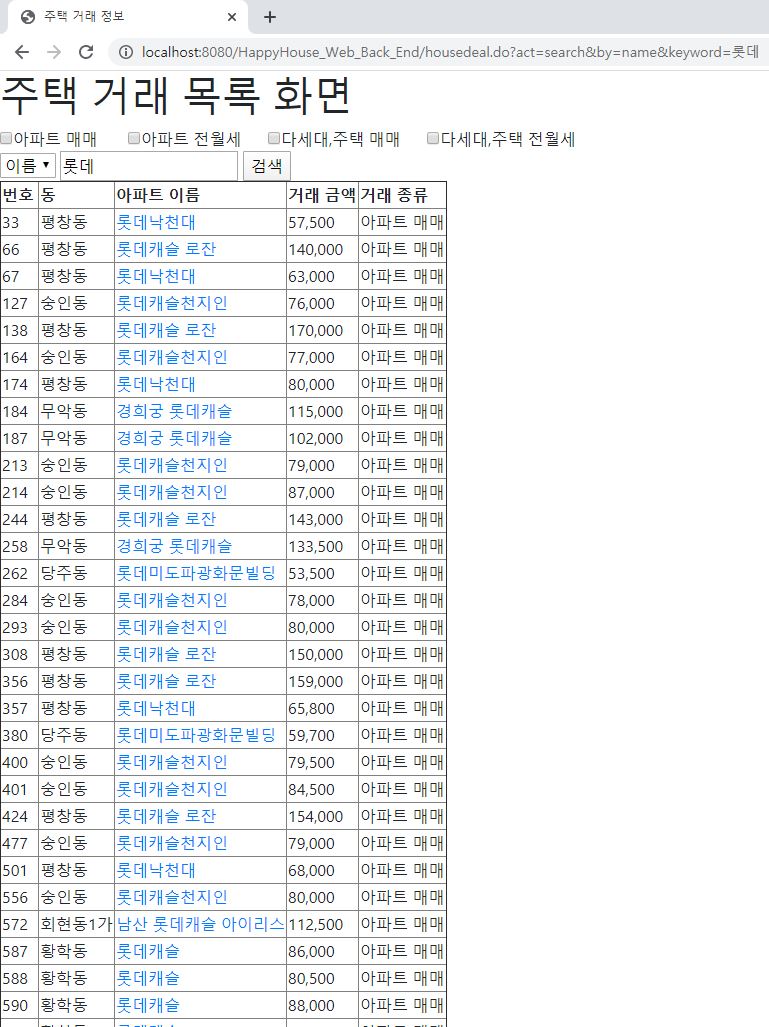 주택 거래 정보
localhost:8080/HappyHouse_Web_Back_End/housedeal.do?act=search&by=name&keyword=롯데
주택 거래 목록 화면
아파트 매매 아파트 전월세 다세대,주택 매매 다세대,주택 전월세
이름 롯데 검색
번호 동 아파트 이름 거래 금액 거래 종류
33 평창동 롯데낙천대 57,500 아파트 매매
66 평창동 롯데캐슬 로잔 140,000 아파트 매매
67 평창동 롯데낙천대 63,000 아파트 매매
127 숭인동 롯데캐슬천지인 76,000 아파트 매매
138 평창동 롯데캐슬 로잔 170,000 아파트 매매
164 숭인동 롯데캐슬천지인 77,000 아파트 매매
174 평창동 롯데낙천대 80,000 아파트 매매
184 무악동 경희궁 롯데캐슬 115,000 아파트 매매
187 무악동 경희궁 롯데캐슬 102,000 아파트 매매
213 숭인동 롯데캐슬천지인 79,000 아파트 매매
214 숭인동 롯데캐슬천지인 87,000 아파트 매매
244 평창동 롯데캐슬 로잔 143,000 아파트 매매
258 무악동 경희궁 롯데캐슬 133,500 아파트 매매
262 당주동 롯데미도파광화문빌딩 53,500 아파트 매매
284 숭인동 롯데캐슬천지인 78,000 아파트 매매
293 숭인동 롯데캐슬천지인 80,000 아파트 매매
308 평창동 롯데캐슬 로잔 150,000 아파트 매매
356 평창동 롯데캐슬 로잔 159,000 아파트 매매
357 평창동 롯데낙천대 65,800 아파트 매매
380 당주동 롯데미도파광화문빌딩 59,700 아파트 매매
400 숭인동 롯데캐슬천지인 79,500 아파트 매매
401 숭인동 롯데캐슬천지인 84,500 아파트 매매
424 평창동 롯데캐슬 로잔 154,000 아파트 매매
477 숭인동 롯데캐슬천지인 79,000 아파트 매매
501 평창동 롯데낙천대 68,000 아파트 매매
556 숭인동 롯데캐슬천지인 80,000 아파트 매매
572 회현동1가 남산 롯데캐슬 아이리스 112,500 아파트 매매
587 황학동 롯데캐슬 86,000 아파트 매매
588 황학동 롯데캐슬 80,500 아파트 매매
590 황학동 롯데캐슬 88,000 아파트 매매